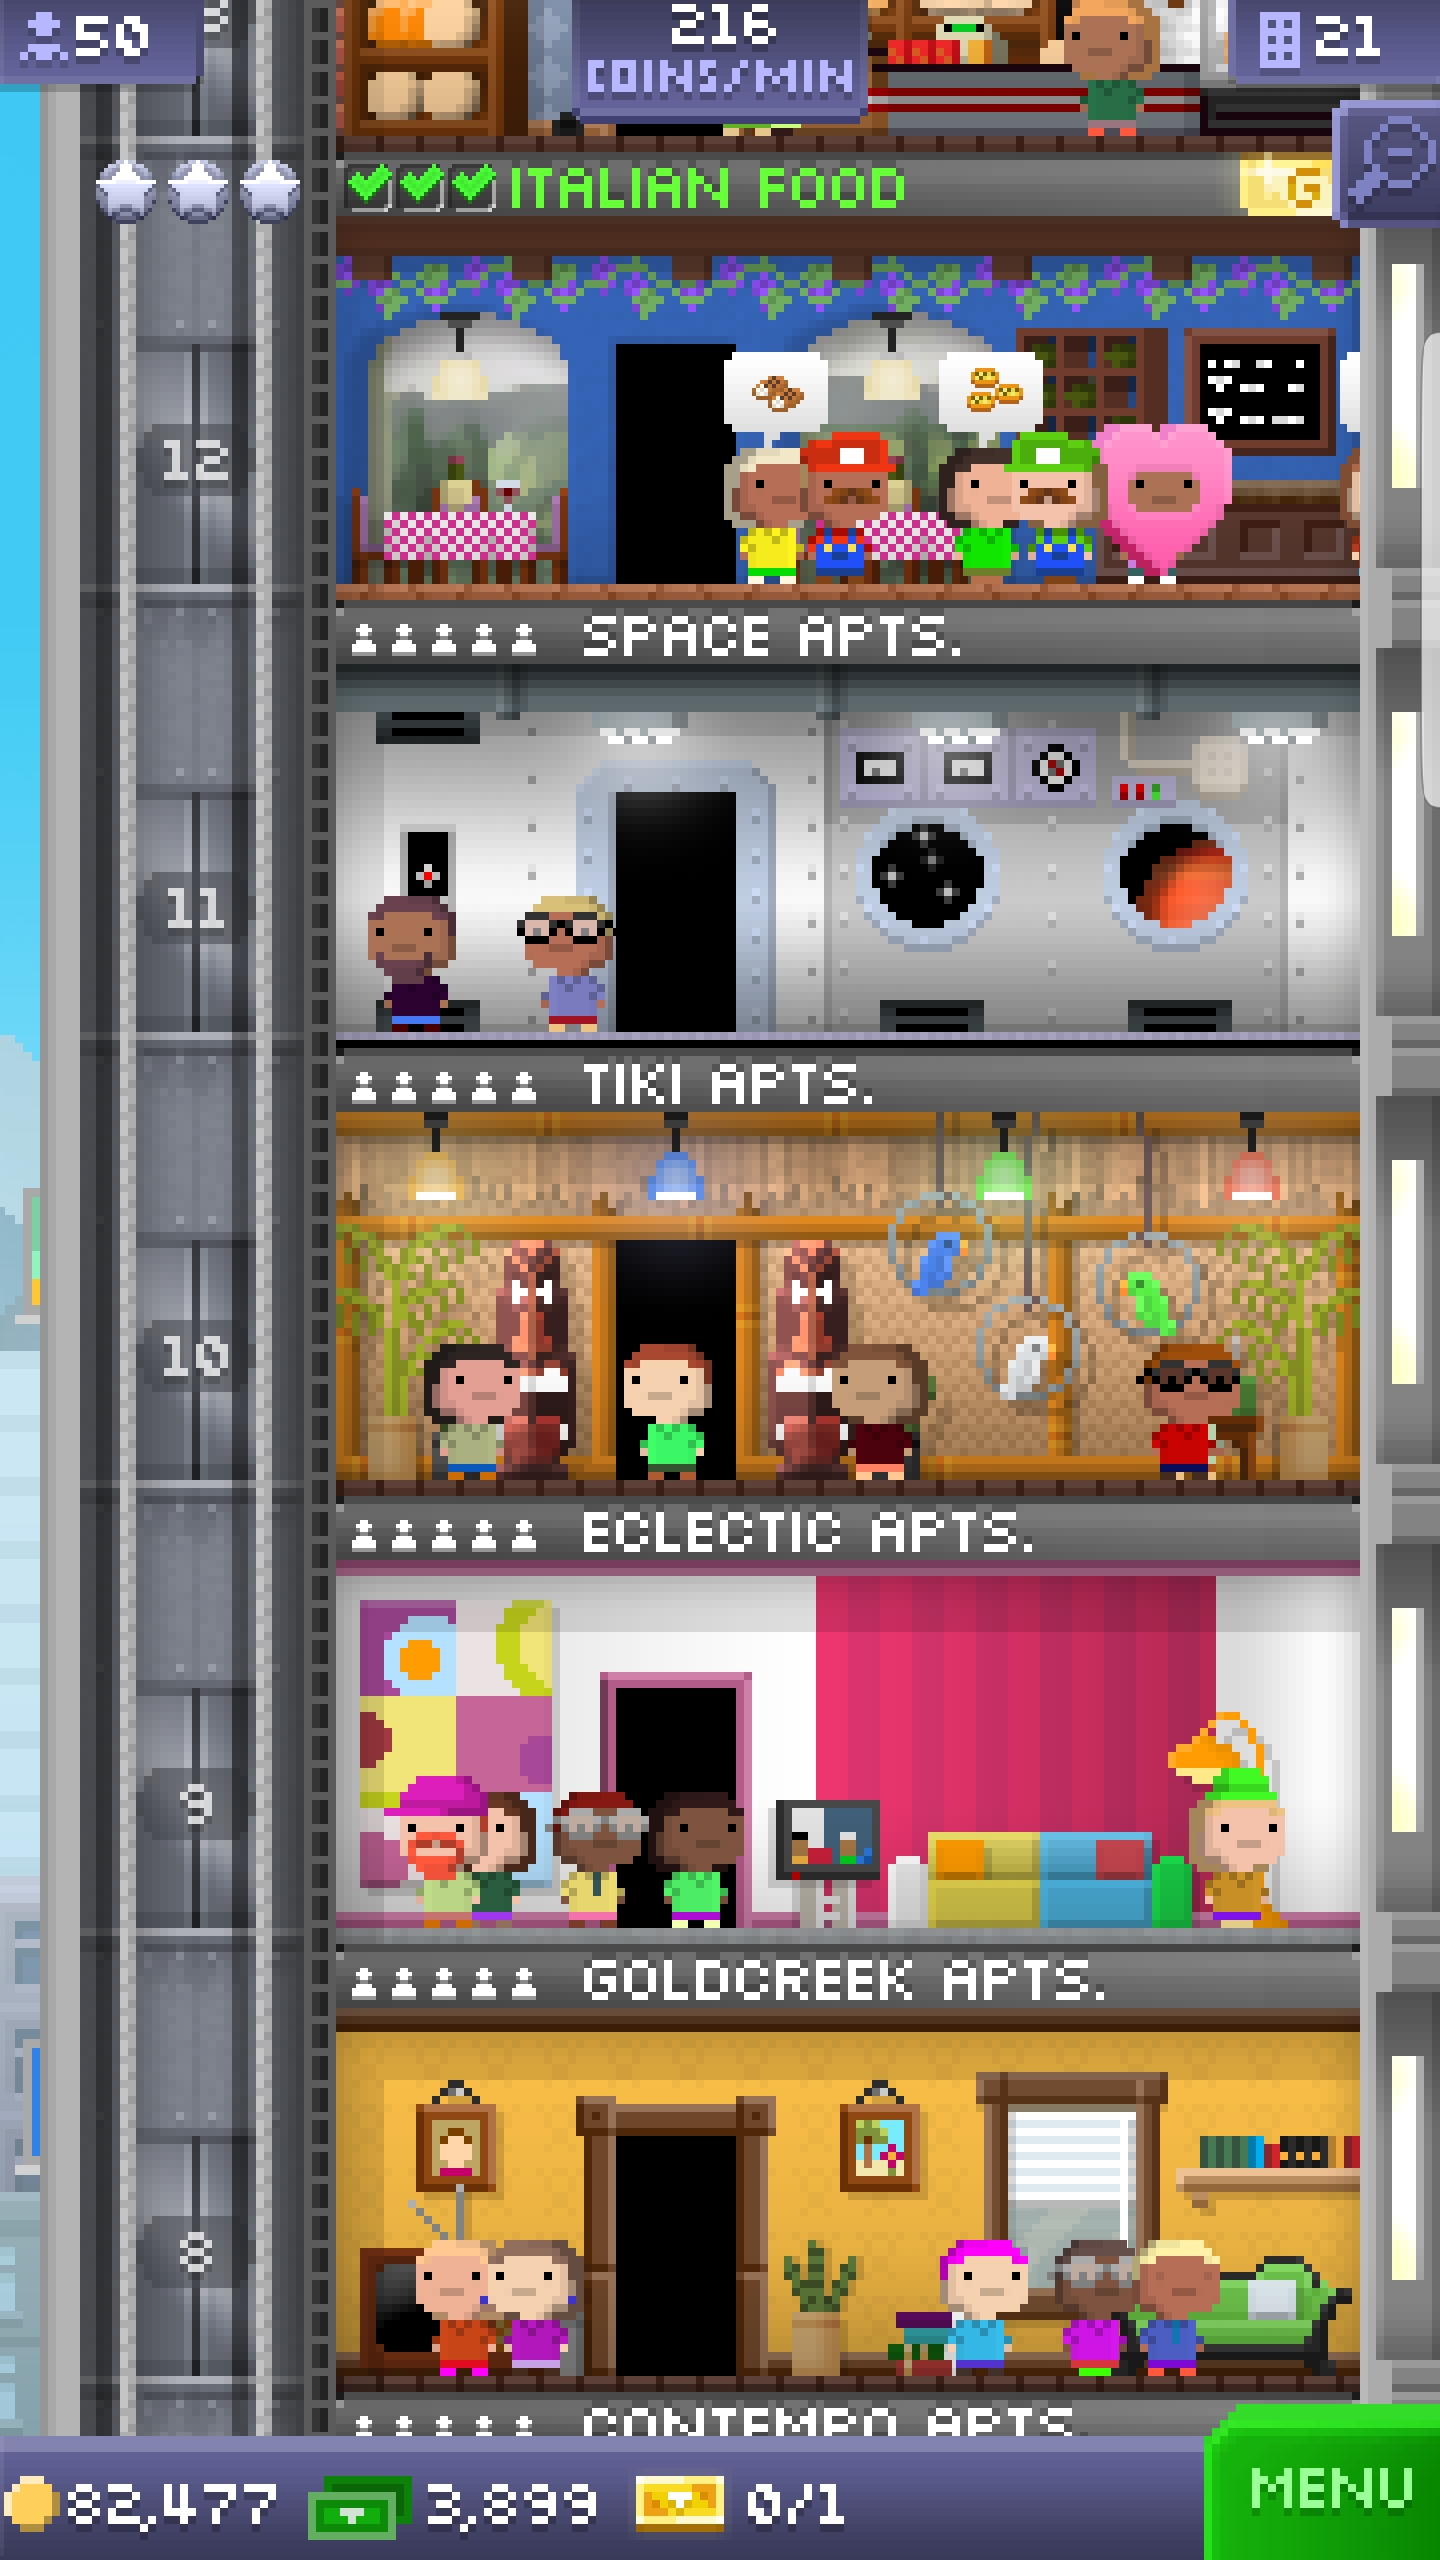 50
216
COINS/MIN
21
ITALIAN FOOD
G
12
SPACE APTS.
11
TIKI APTS.
10
ECLECTIC APTS.
9
GOLDCREEK APTS.
8
CONTEMPO APTS.
82,477
3,899
0/1
MENU